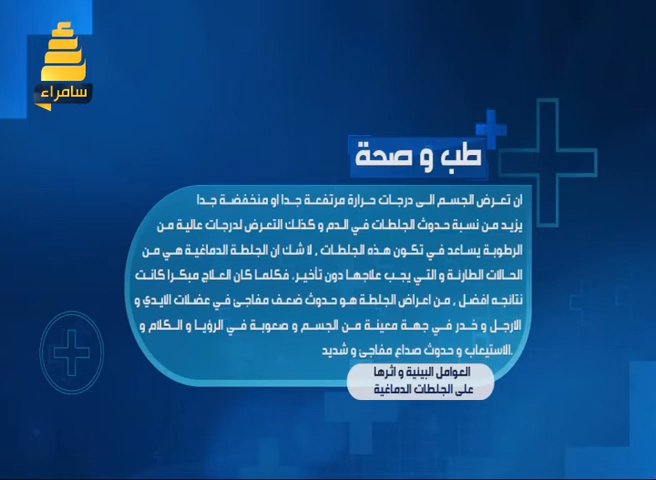 سامراء
طب و صحة
ان تعرض الجسم الى درجات حرارة مرتفعة جدا او منخفضة جدا
يزيد من نسبة حدوث الجلطات في الدم و كذلك التعرض لدرجات عالية من
الرطوبة يساعد في تكون هذه الجلطات , لا شك ان الجلطة الدماغية هي من
الحالات الطارئة و التي يجب علاجها دون تأخير. فكلما كان العلاج مبكرا كانت
نتائجه افضل , من اعراض الجلطة هو حدوث ضعف مفاجئ في عضلات الايدي و
الارجل و خدر في جهة معينة من الجسم و صعوبة في الرؤيا و الكلام و
الاستيعاب و حدوث صداع مفاجئ و شديد.
العوامل البيئية و اثرها
على الجلطات الدماغية